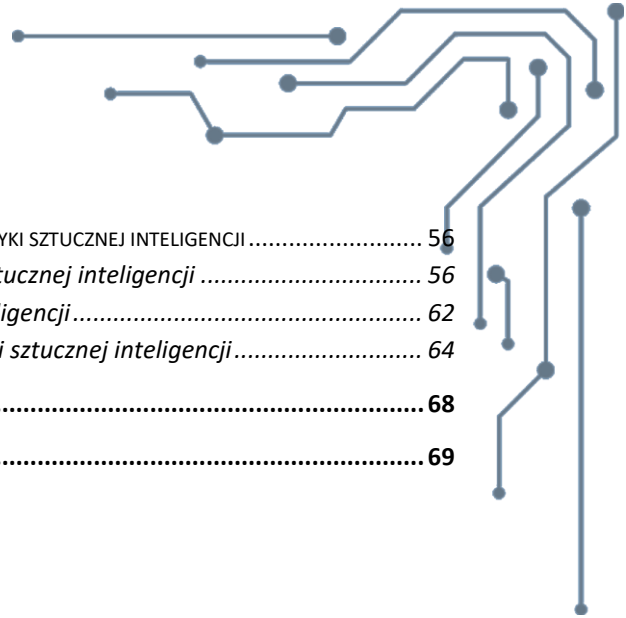 YKI SZTUCZNEJ INTELIGENCJI .......................... 56
tucznej inteligencji ................................. 56
ligencji .................................................... 62
i sztucznej inteligencji ............................ 64
................................................................ 68
................................................................ 69